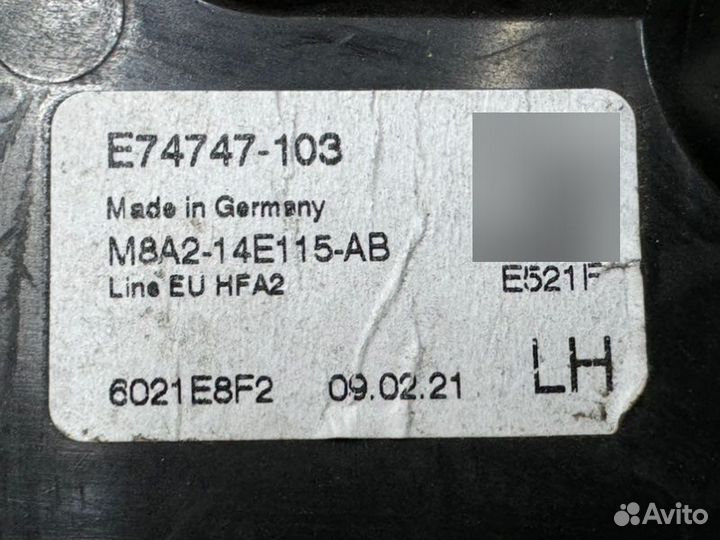 E74747-103
Made in Germany
M8A2-14E115-AB
Line EU HFA2
E521F
6021E8F2 09.02.21
LH
Avito